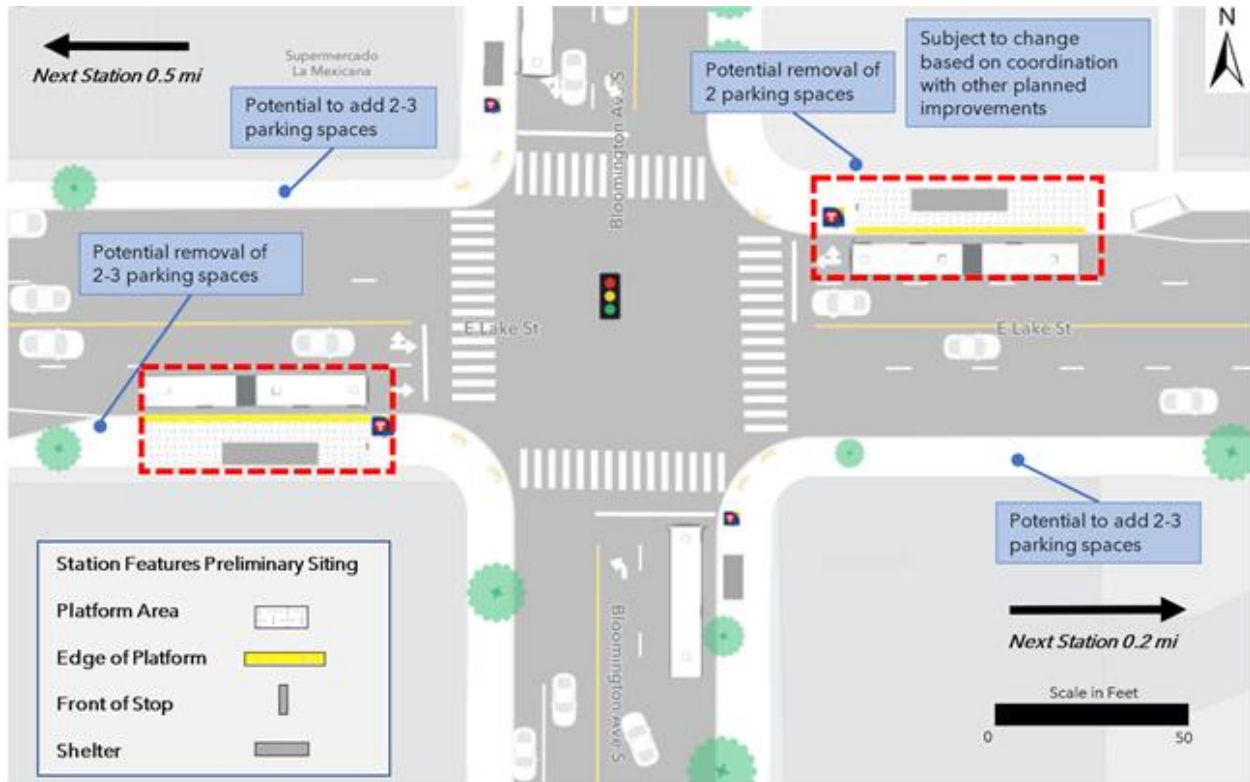 Next Station 0.5 mi
Supermercado
La Mexicana
Potential to add 2-3
parking spaces
Bloomington Av S
Potential removal of
2 parking spaces
Subject to change
based on coordination
with other planned
improvements
N
T
T
Potential removal of
2-3 parking spaces
E Lake St
E Lake St
T
T
Potential to add 2-3
parking spaces
Station Features Preliminary Siting
Platform Area
Edge of Platform
Front of Stop
Shelter
Bloomington Ave S
Next Station 0.2 mi
Scale in Feet
0
50